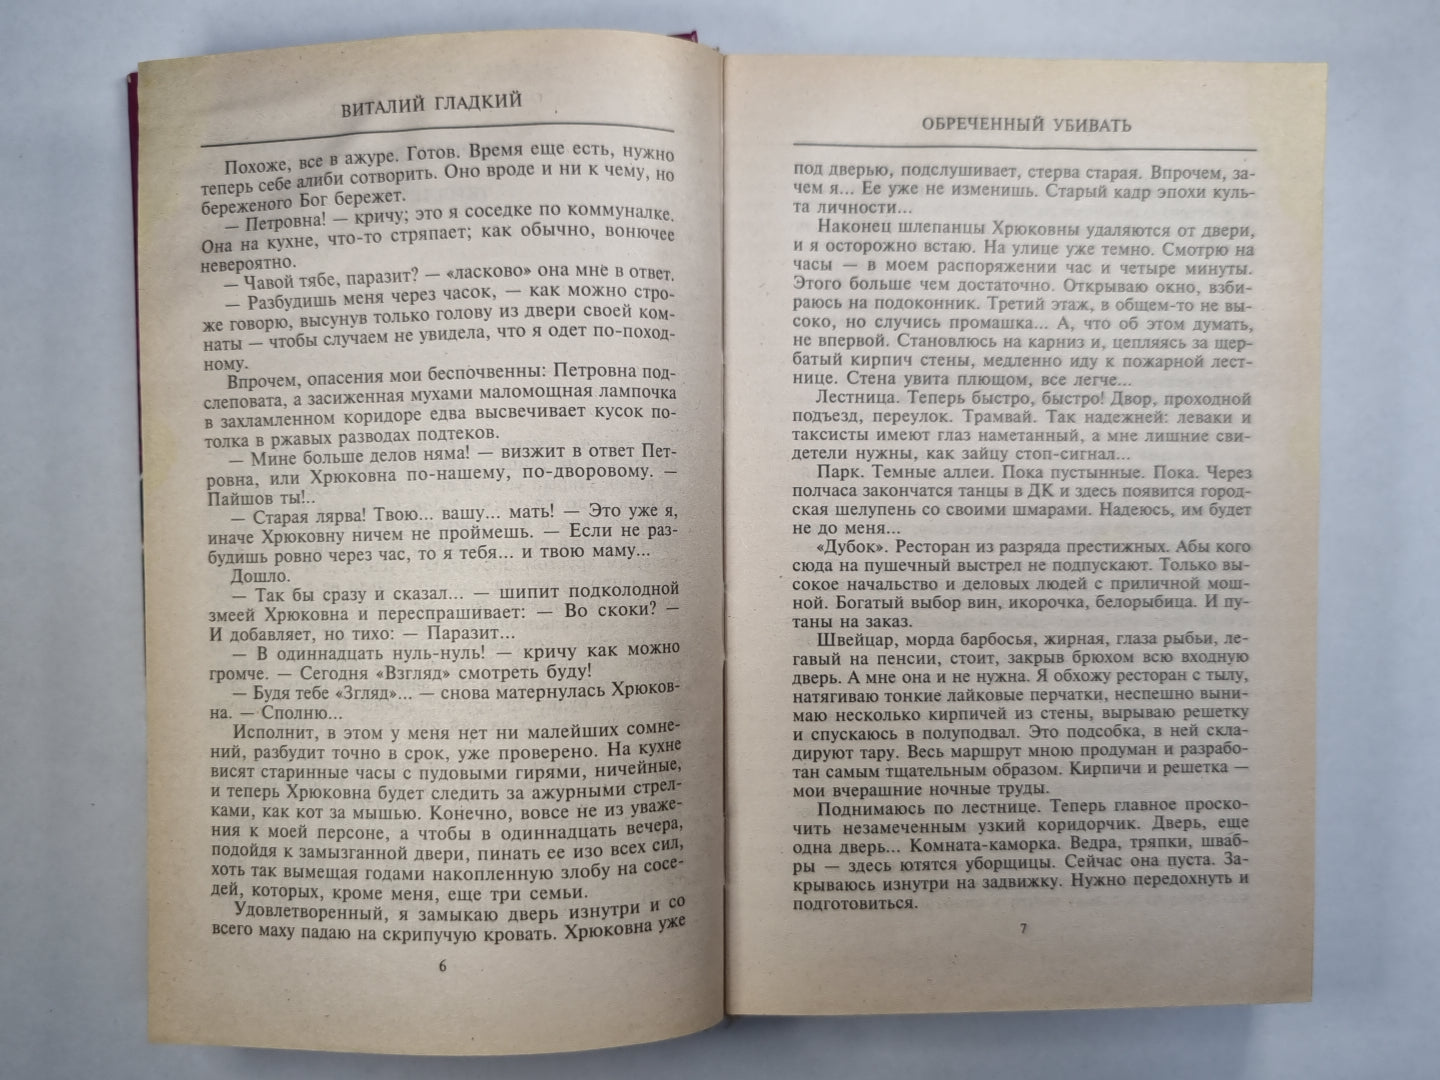 ВИТАЛИЙ ГЛАДКИЙ
Похоже, все в ажуре. Готов. Время еще есть, нужно
теперь себе алиби сотворить. Оно вроде и ни к чему, но
береженого Бог бережет.
— Петровна! — кричу; это я соседке по коммуналке.
Она на кухне, что-то стряпает; как обычно, вонючее
невероятно.
— Чавой тябе, паразит? — «ласково» она мне в ответ.
— Разбудишь меня через часок, — как можно стро-
же говорю, высунув только голову из двери своей ком-
наты — чтобы случаем не увидела, что я одет по-поход-
ному.
Впрочем, опасения мои беспочвенны: Петровна под-
слеповата, а засиженная мухами маломощная лампочка
в захламленном коридоре едва высвечивает кусок по-
толка в ржавых разводах подтеков.
— Мине больше делов няма! — визжит в ответ Пет-
ровна, или Хрюковна по-нашему, по-дворовому. —
Пайшов ты!..
— Старая лярва! Твою... вашу... мать! — Это уже я,
иначе Хрюковну ничем не проймешь. — Если не раз-
будишь ровно через час, то я тебя... и твою маму...
Дошло.
— Так бы сразу и сказал... — шипит подколодной
змеей Хрюковна и переспрашивает: — Во скоки? —
И добавляет, но тихо: — Паразит...
— В одиннадцать нуль-нуль! — кричу как можно
громче. — Сегодня «Взгляд» смотреть буду!
— Будя тебе «Згляд»... — снова матернулась Хрюков-
на. — Сполню...
Исполнит, в этом у меня нет ни малейших сомне-
ний, разбудит точно в срок, уже проверено. На кухне
висят старинные часы с пудовыми гирями, ничейные,
и теперь Хрюковна будет следить за ажурными стрел-
ками, как кот за мышью. Конечно, вовсе не из уваже-
ния к моей персоне, а чтобы в одиннадцать вечера,
подойдя к замызганной двери, пинать ее изо всех сил,
хоть так вымещая годами накопленную злобу на сосе-
дей, которых, кроме меня, еще три семьи.
Удовлетворенный, я замыкаю дверь изнутри и со
всего маху падаю на скрипучую кровать. Хрюковна уже
6
ОБРЕЧЕННЫЙ УБИВАТЬ
под дверью, подслушивает, стерва старая. Впрочем, за-
чем я... Ее уже не изменишь. Старый кадр эпохи куль-
та личности...
Наконец шлепанцы Хрюковны удаляются от двери,
и я осторожно встаю. На улице уже темно. Смотрю на
часы — в моем распоряжении час и четыре минуты.
Этого больше чем достаточно. Открываю окно, взби-
раюсь на подоконник. Третий этаж, в общем-то не вы-
соко, но случись промашка... А, что об этом думать,
не впервой. Становлюсь на карниз и, цепляясь за щер-
батый кирпич стены, медленно иду к пожарной лест-
нице. Стена увита плющом, все легче...
Лестница. Теперь быстро, быстро! Двор, проходной
подъезд, переулок. Трамвай. Так надежней: леваки и
таксисты имеют глаз наметанный, а мне лишние сви-
детели нужны, как зайцу стоп-сигнал...
Парк. Темные аллеи. Пока пустынные. Пока. Через
полчаса закончатся танцы в ДК и здесь появится город-
ская шелупень со своими шмарами. Надеюсь, им будет
не до меня...
«Дубок». Ресторан из разряда престижных. Абы кого
сюда на пушечный выстрел не подпускают. Только вы-
сокое начальство и деловых людей с приличной мош-
ной. Богатый выбор вин, икорочка, белорыбица. И пу-
таны на заказ.
Швейцар, морда барбосья, жирная, глаза рыбьи, ле-
гавый на пенсии, стоит, закрыв брюхом всю входную
дверь. А мне она и не нужна. Я обхожу ресторан с тылу,
натягиваю тонкие лайковые перчатки, неспешно выни-
маю несколько кирпичей из стены, вырываю решетку
и спускаюсь в полуподвал. Это подсобка, в ней скла-
дируют тару. Весь маршрут мною продуман и разрабо-
тан самым тщательным образом. Кирпичи и решетка —
мои вчерашние ночные труды.
Поднимаюсь по лестнице. Теперь главное проско-
чить незамеченным узкий коридорчик. Дверь, еще
одна дверь... Комната-каморка. Ведра, тряпки, шваб-
ры — здесь ютятся уборщицы. Сейчас она пуста. За-
крываюсь изнутри на задвижку. Нужно передохнуть и
подготовиться.
7